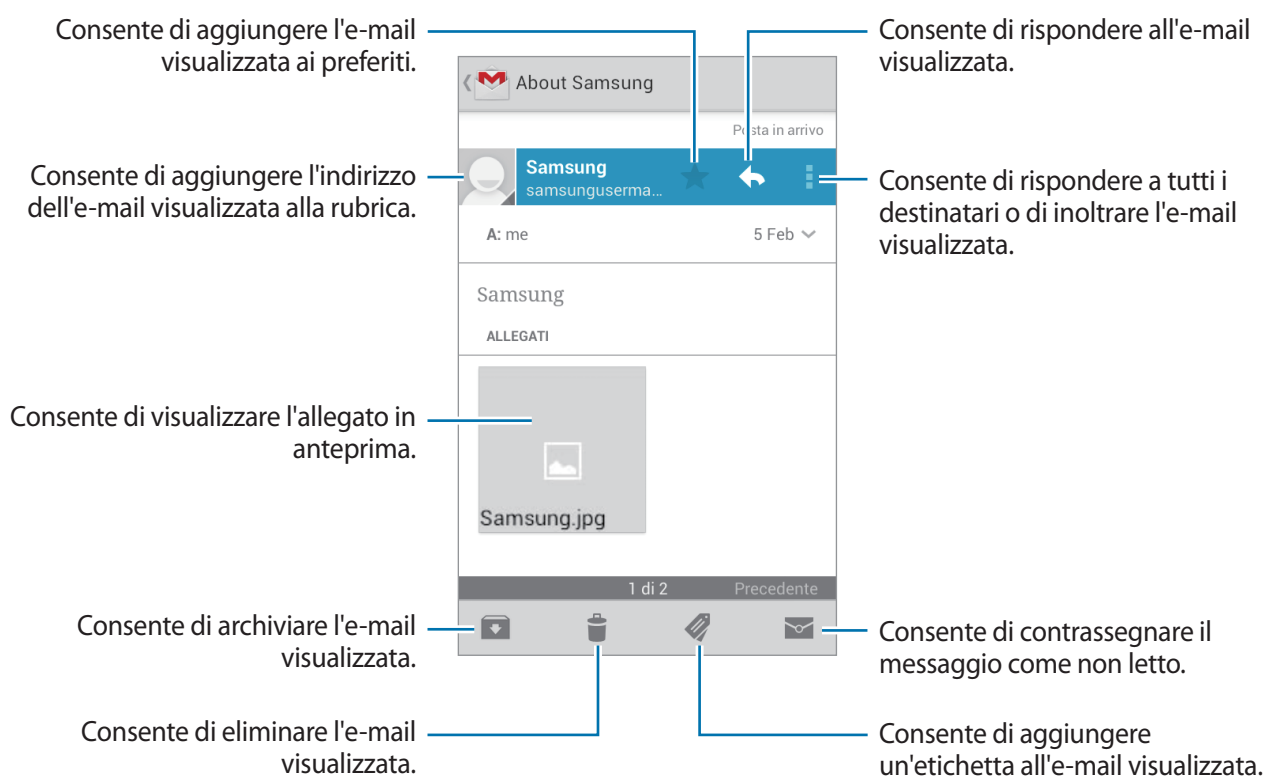 Consente di aggiungere l'e-mail
visualizzata ai preferiti.
Consente di rispondere all'e-mail
visualizzata.
About Samsung
Posta in arrivo
Consente di aggiungere l'indirizzo
dell'e-mail visualizzata alla rubrica.
Samsung
samsunguserma...
Consente di rispondere a tutti i
destinatari o di inoltrare l'e-mail
visualizzata.
A: me
5 Feb
Samsung
ALLEGATI
Consente di visualizzare l'allegato in
anteprima.
Samsung.jpg
1 di 2
Precedente
Consente di archiviare l'e-mail
visualizzata.
Consente di contrassegnare il
messaggio come non letto.
Consente di eliminare l'e-mail
visualizzata.
Consente di aggiungere
un'etichetta all'e-mail visualizzata.